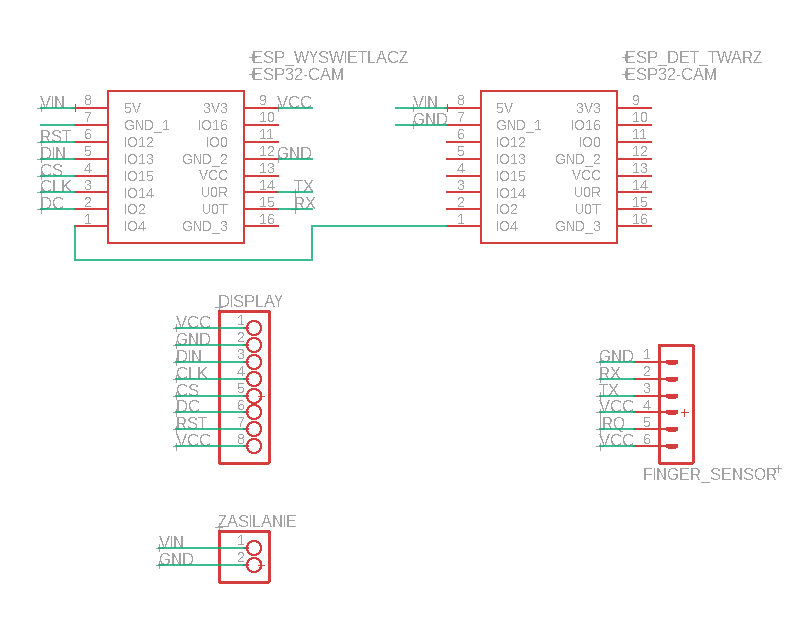 ESP_WYSWIETLACZ
ESP32-CAM
VIN 8 5V 3V3 9 VCC
7 GND_1 IO16 10
RST 6 IO12 IO0 11
DIN 5 IO13 GND_2 12 GND
CS 4 IO15 VCC 13
CLK 3 IO14 U0R 14 TX
DC 2 IO2 U0T 15 RX
1 IO4 GND_3 16
ESP_DET_TWARZ
ESP32-CAM
VIN 8 5V 3V3 9
GND 7 GND_1 IO16 10
6 IO12 IO0 11
5 IO13 GND_2 12
4 IO15 VCC 13
3 IO14 U0R 14
2 IO2 U0T 15
1 IO4 GND_3 16
DISPLAY
VCC 1
GND 2
DIN 3
CLK 4
CS 5
DC 6
RST 7
VCC 8
GND 1
RX 2
TX 3
VCC 4
IRQ 5
VCC 6
FINGER_SENSOR
ZASILANIE
VIN 1
GND 2